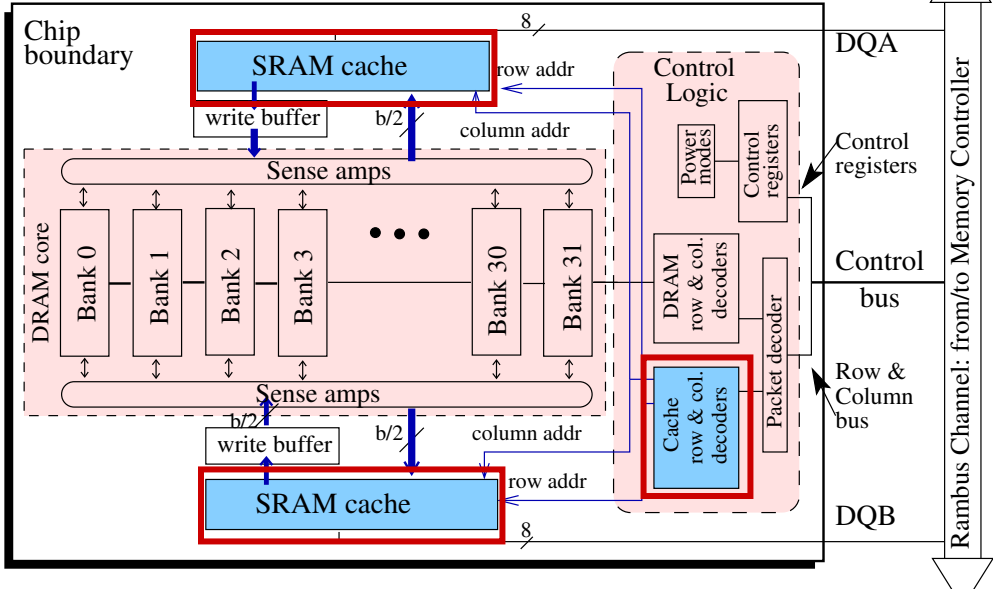 Chip
boundary
8
DQA
SRAM cache
row addr
Control
Logic
write buffer
b/2
column addr
Power
modes
Control
registers
Control
registers
Sense amps
DRAM core
Bank 0
Bank 1
Bank 2
Bank 3
Bank 30
Bank 31
DRAM
row & col.
decoders
Packet decoder
Control
bus
Cache
row & col.
decoders
Row &
Column
bus
Sense amps
b/2
write buffer
b/2
column addr
row addr
SRAM cache
8
DQB
Rambus Channel: from/to Memory Controller